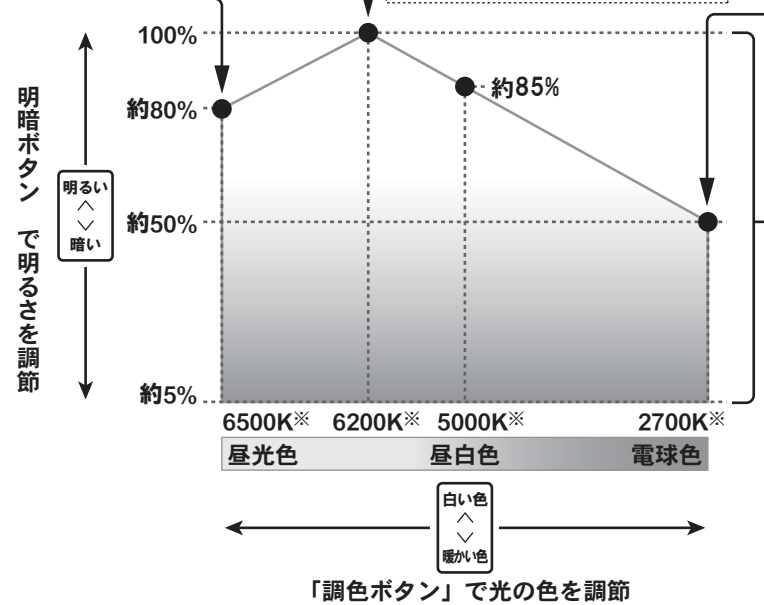 100%
約80%
約85%
約50%
約5%
明暗ボタン で明るさを調節
明るい
暗い
6500K※ 6200K※ 5000K※ 2700K※
昼光色 昼白色 電球色
白い色
暖かい色
「調色ボタン」で光の色を調節